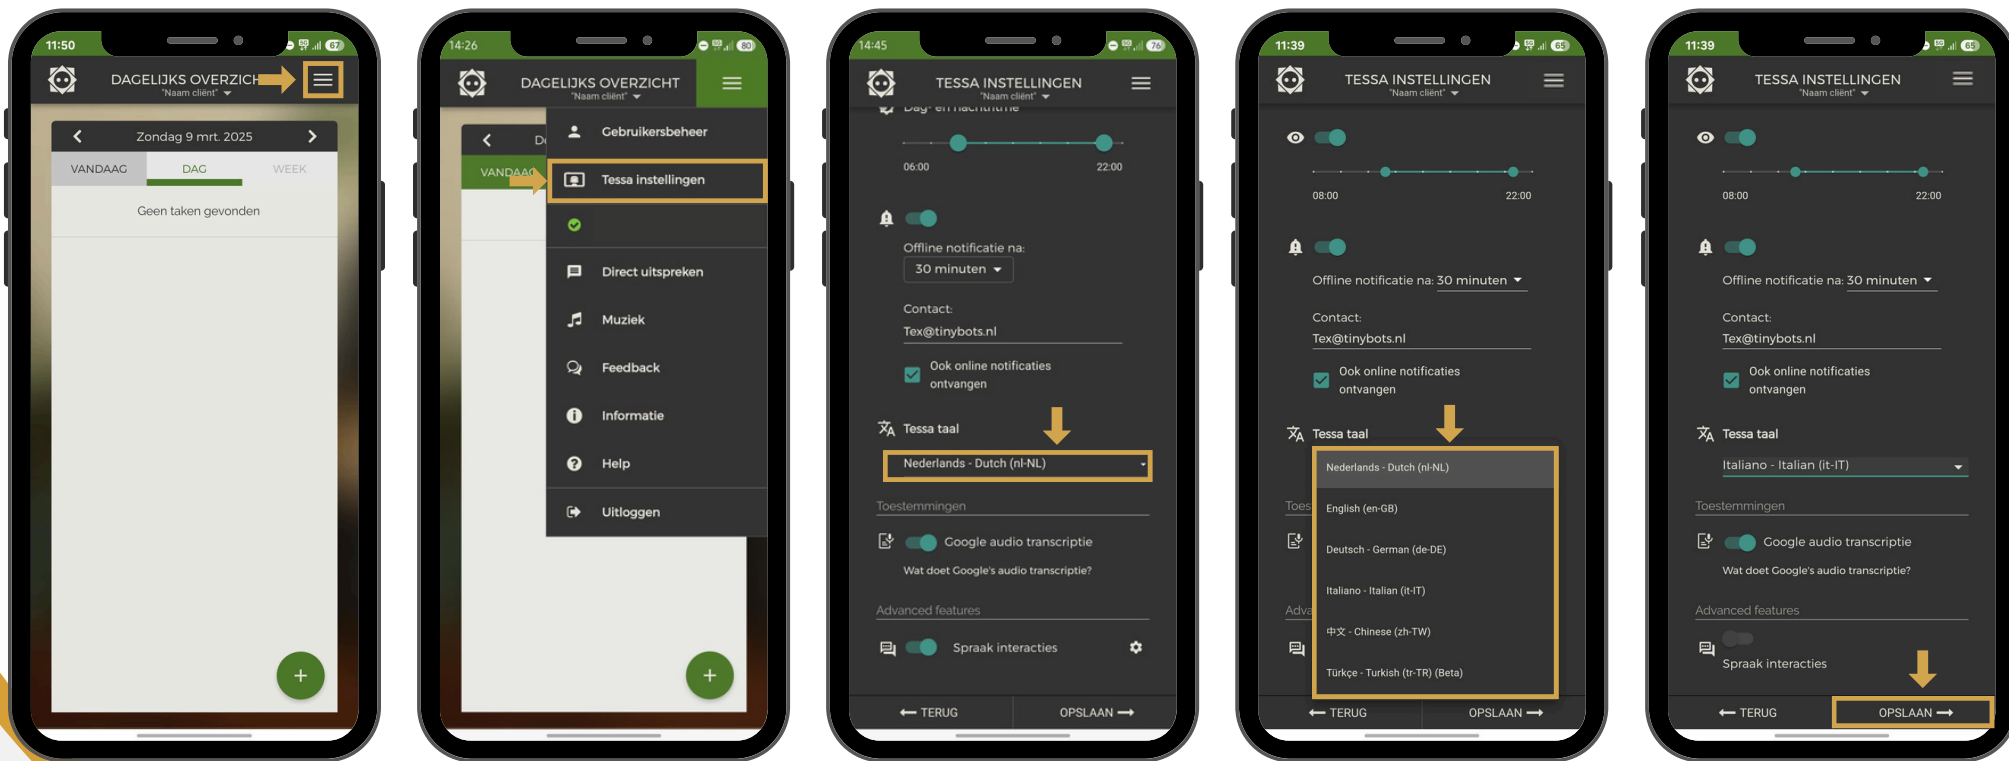 11:50
67
DAGELIJKS OVERZICH
"Naam cliënt"
Zondag 9 mrt. 2025
VANDAAG DAG WEEK
Geen taken gevonden
+
14:26
80
DAGELIJKS OVERZICHT
"Naam cliënt"
VANDAAG
Gebruikersbeheer
Tessa instellingen
Direct uitspreken
Muziek
Feedback
Informatie
Help
Uitloggen
+
14:45
76
TESSA INSTELLINGEN
"Naam cliënt"
Dag- en nachtritme
06:00 22:00
Offline notificatie na:
30 minuten
Contact:
Tex@tinybots.nl
Ook online notificaties
ontvangen
Tessa taal
Nederlands - Dutch (nl-NL)
Toestemmingen
Google audio transcriptie
Wat doet Google's audio transcriptie?
Advanced features
Spraak interacties
TERUG OPSLAAN
11:39
65
TESSA INSTELLINGEN
"Naam cliënt"
08:00 22:00
Offline notificatie na: 30 minuten
Contact:
Tex@tinybots.nl
Ook online notificaties
ontvangen
Tessa taal
Nederlands - Dutch (nl-NL)
English (en-GB)
Deutsch - German (de-DE)
Italiano - Italian (it-IT)
中文 - Chinese (zh-TW)
Türkçe - Turkish (tr-TR) (Beta)
TERUG OPSLAAN
11:39
65
TESSA INSTELLINGEN
"Naam cliënt"
08:00 22:00
Offline notificatie na: 30 minuten
Contact:
Tex@tinybots.nl
Ook online notificaties
ontvangen
Tessa taal
Italiano - Italian (it-IT)
Toestemmingen
Google audio transcriptie
Wat doet Google's audio transcriptie?
Advanced features
Spraak interacties
TERUG OPSLAAN